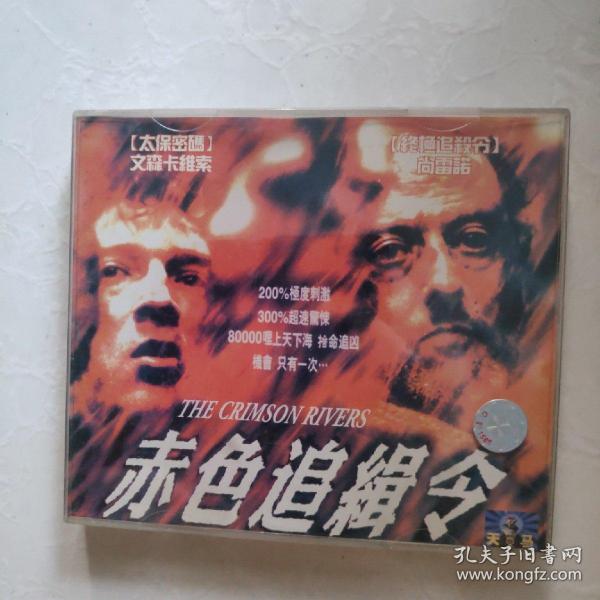 【太保密碼】
文森卡維索
【終極追殺令】
尚雷諾
200%極度刺激
300%超速驚悚
80000哩上天下海 搶命追凶
機會 只有一次…
THE CRIMSON RIVERS
赤色追緝令
孔夫子旧书网
www.kongfz.com